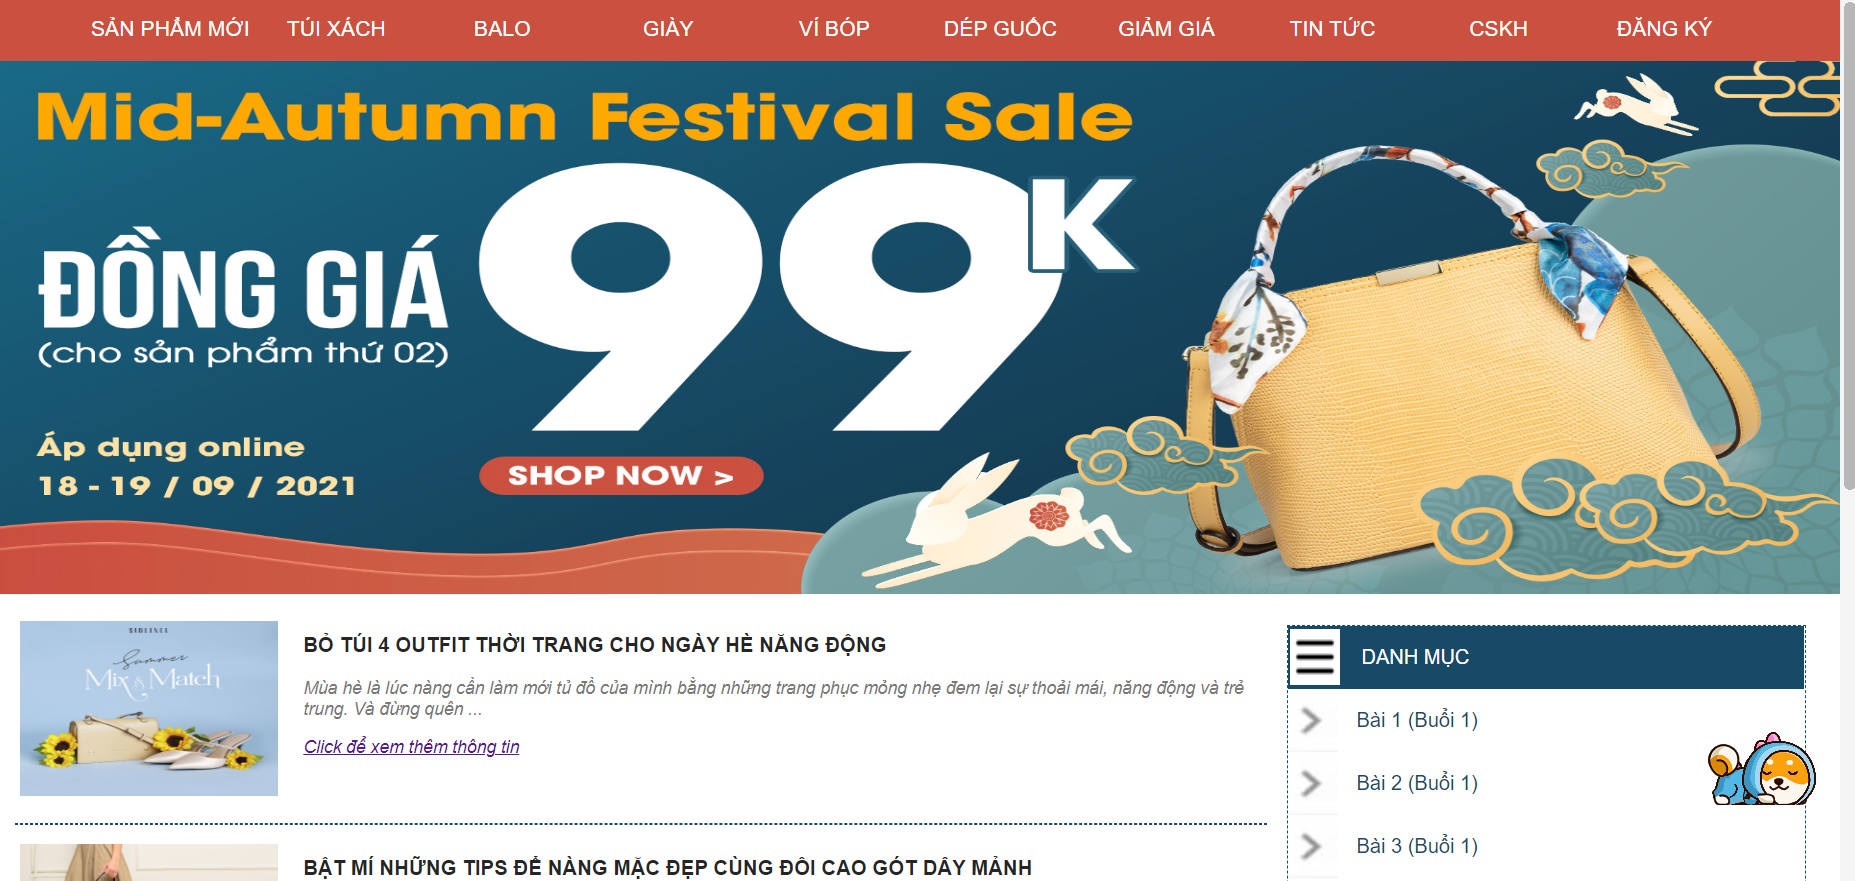 SẢN PHẨM MỚI TÚI XÁCH BALO GIÀY VÍ BÓP DÉP GUỐC GIẢM GIÁ TIN TỨC CSKH ĐĂNG KÝ
Mid-Autumn Festival Sale
99K
ĐỒNG GIÁ
(cho sản phẩm thứ 02)
Áp dụng online
18 - 19 / 09 / 2021
SHOP NOW >
Summer
Mix & Match
BỎ TÚI 4 OUTFIT THỜI TRANG CHO NGÀY HÈ NĂNG ĐỘNG
Mùa hè là lúc nàng cần làm mới tủ đồ của mình bằng những trang phục mỏng nhẹ đem lại sự thoải mái, năng động và trẻ
trung. Và đừng quên ...
Click để xem thêm thông tin
BẬT MÍ NHỮNG TIPS ĐỂ NÀNG MẶC ĐẸP CÙNG ĐÔI CAO GÓT DÂY MẢNH
DANH MỤC
Bài 1 (Buổi 1)
Bài 2 (Buổi 1)
Bài 3 (Buổi 1)